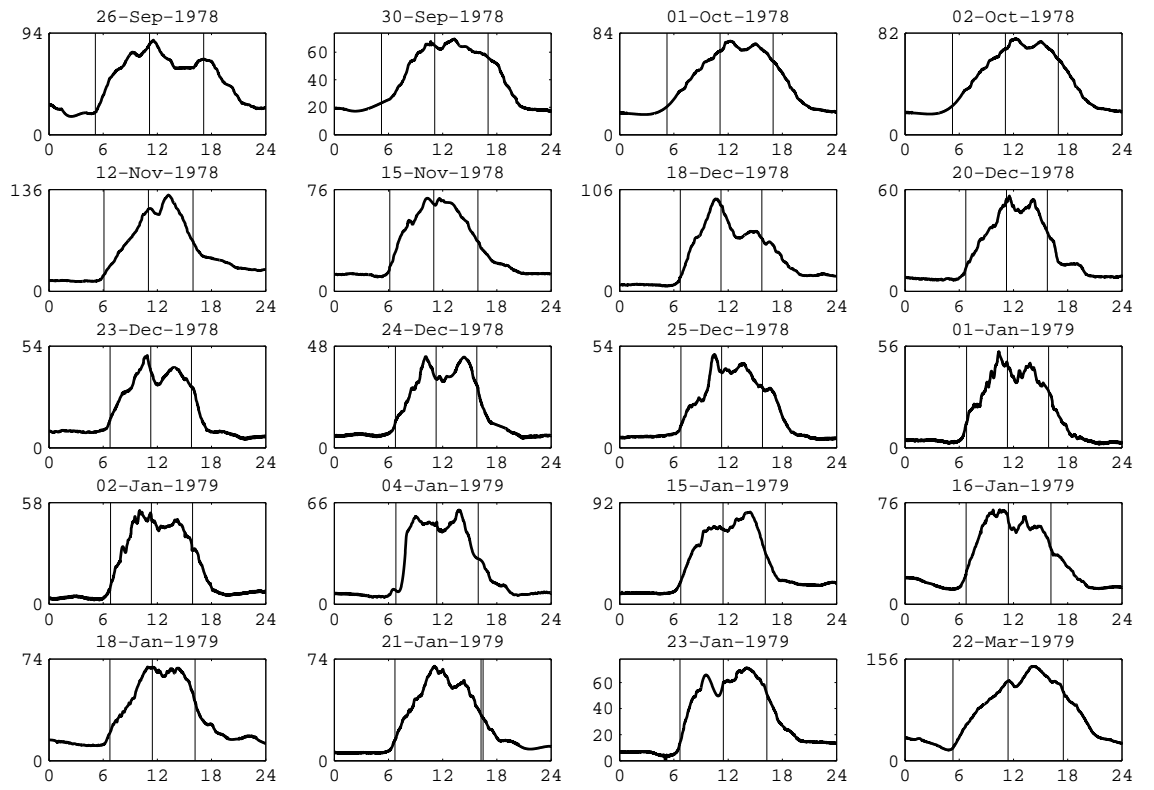 26-Sep-1978 30-Sep-1978 01-Oct-1978 02-Oct-1978
94 60 40 20 0 84 82
0 0 0
0 6 12 18 24 0 6 12 18 24 0 6 12 18 24 0 6 12 18 24
12-Nov-1978 15-Nov-1978 18-Dec-1978 20-Dec-1978
136 76 106 60
0 0 0 0
0 6 12 18 24 0 6 12 18 24 0 6 12 18 24 0 6 12 18 24
23-Dec-1978 24-Dec-1978 25-Dec-1978 01-Jan-1979
54 48 54 56
0 0 0 0
0 6 12 18 24 0 6 12 18 24 0 6 12 18 24 0 6 12 18 24
02-Jan-1979 04-Jan-1979 15-Jan-1979 16-Jan-1979
58 66 92 76
0 0 0 0
0 6 12 18 24 0 6 12 18 24 0 6 12 18 24 0 6 12 18 24
18-Jan-1979 21-Jan-1979 23-Jan-1979 22-Mar-1979
74 74 60 40 20 0 156
0 0 0
0 6 12 18 24 0 6 12 18 24 0 6 12 18 24 0 6 12 18 24